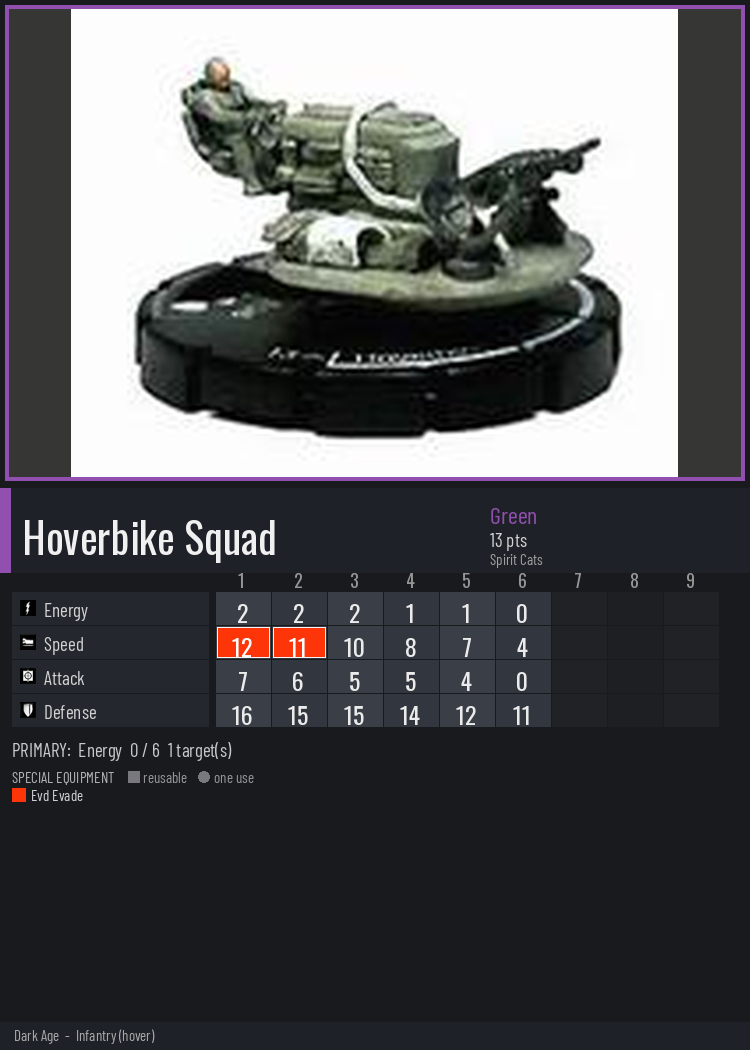 Hoverbike Squad
Green
13 pts
Spirit Cats
1 2 3 4 5 6 7 8 9
Energy 2 2 2 1 1 0
Speed 12 11 10 8 7 4
Attack 7 6 5 5 4 0
Defense 16 15 15 14 12 11
PRIMARY: Energy 0 / 6 1 target(s)
SPECIAL EQUIPMENT reusable one use
Evd Evade
Dark Age - Infantry (hover)